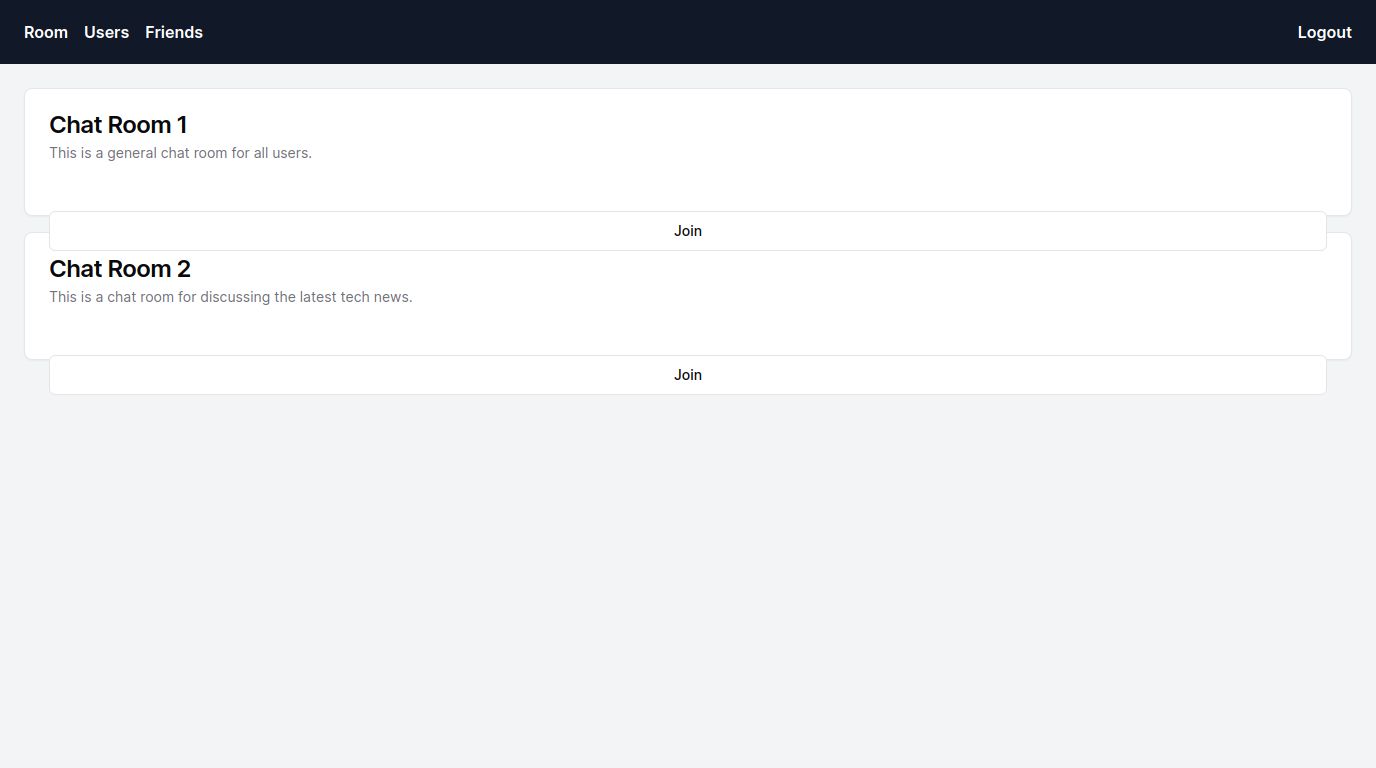 Room Users Friends Logout
Chat Room 1
This is a general chat room for all users.
Join
Chat Room 2
This is a chat room for discussing the latest tech news.
Join